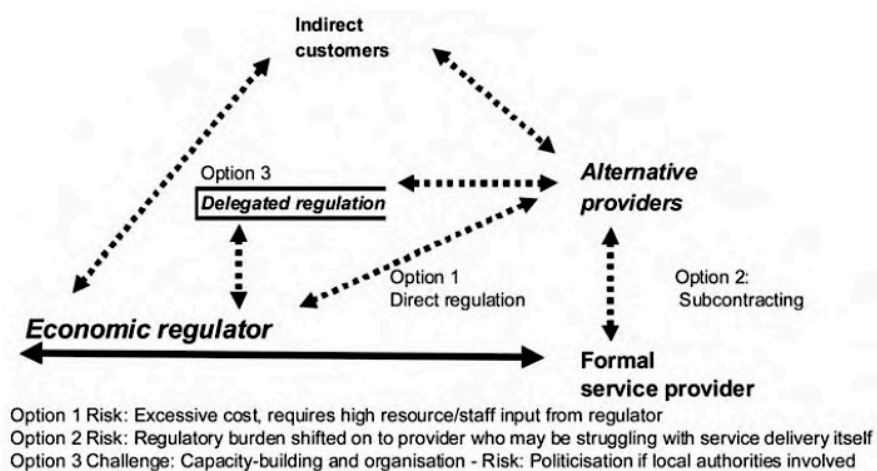 Indirect
customers
Option 3
Delegated regulation
Alternative
providers
Option 1
Direct regulation
Option 2:
Subcontracting
Economic regulator
Formal
service provider
Option 1 Risk: Excessive cost, requires high resource/staff input from regulator
Option 2 Risk: Regulatory burden shifted on to provider who may be struggling with service delivery itself
Option 3 Challenge: Capacity-building and organisation - Risk: Politicisation if local authorities involved